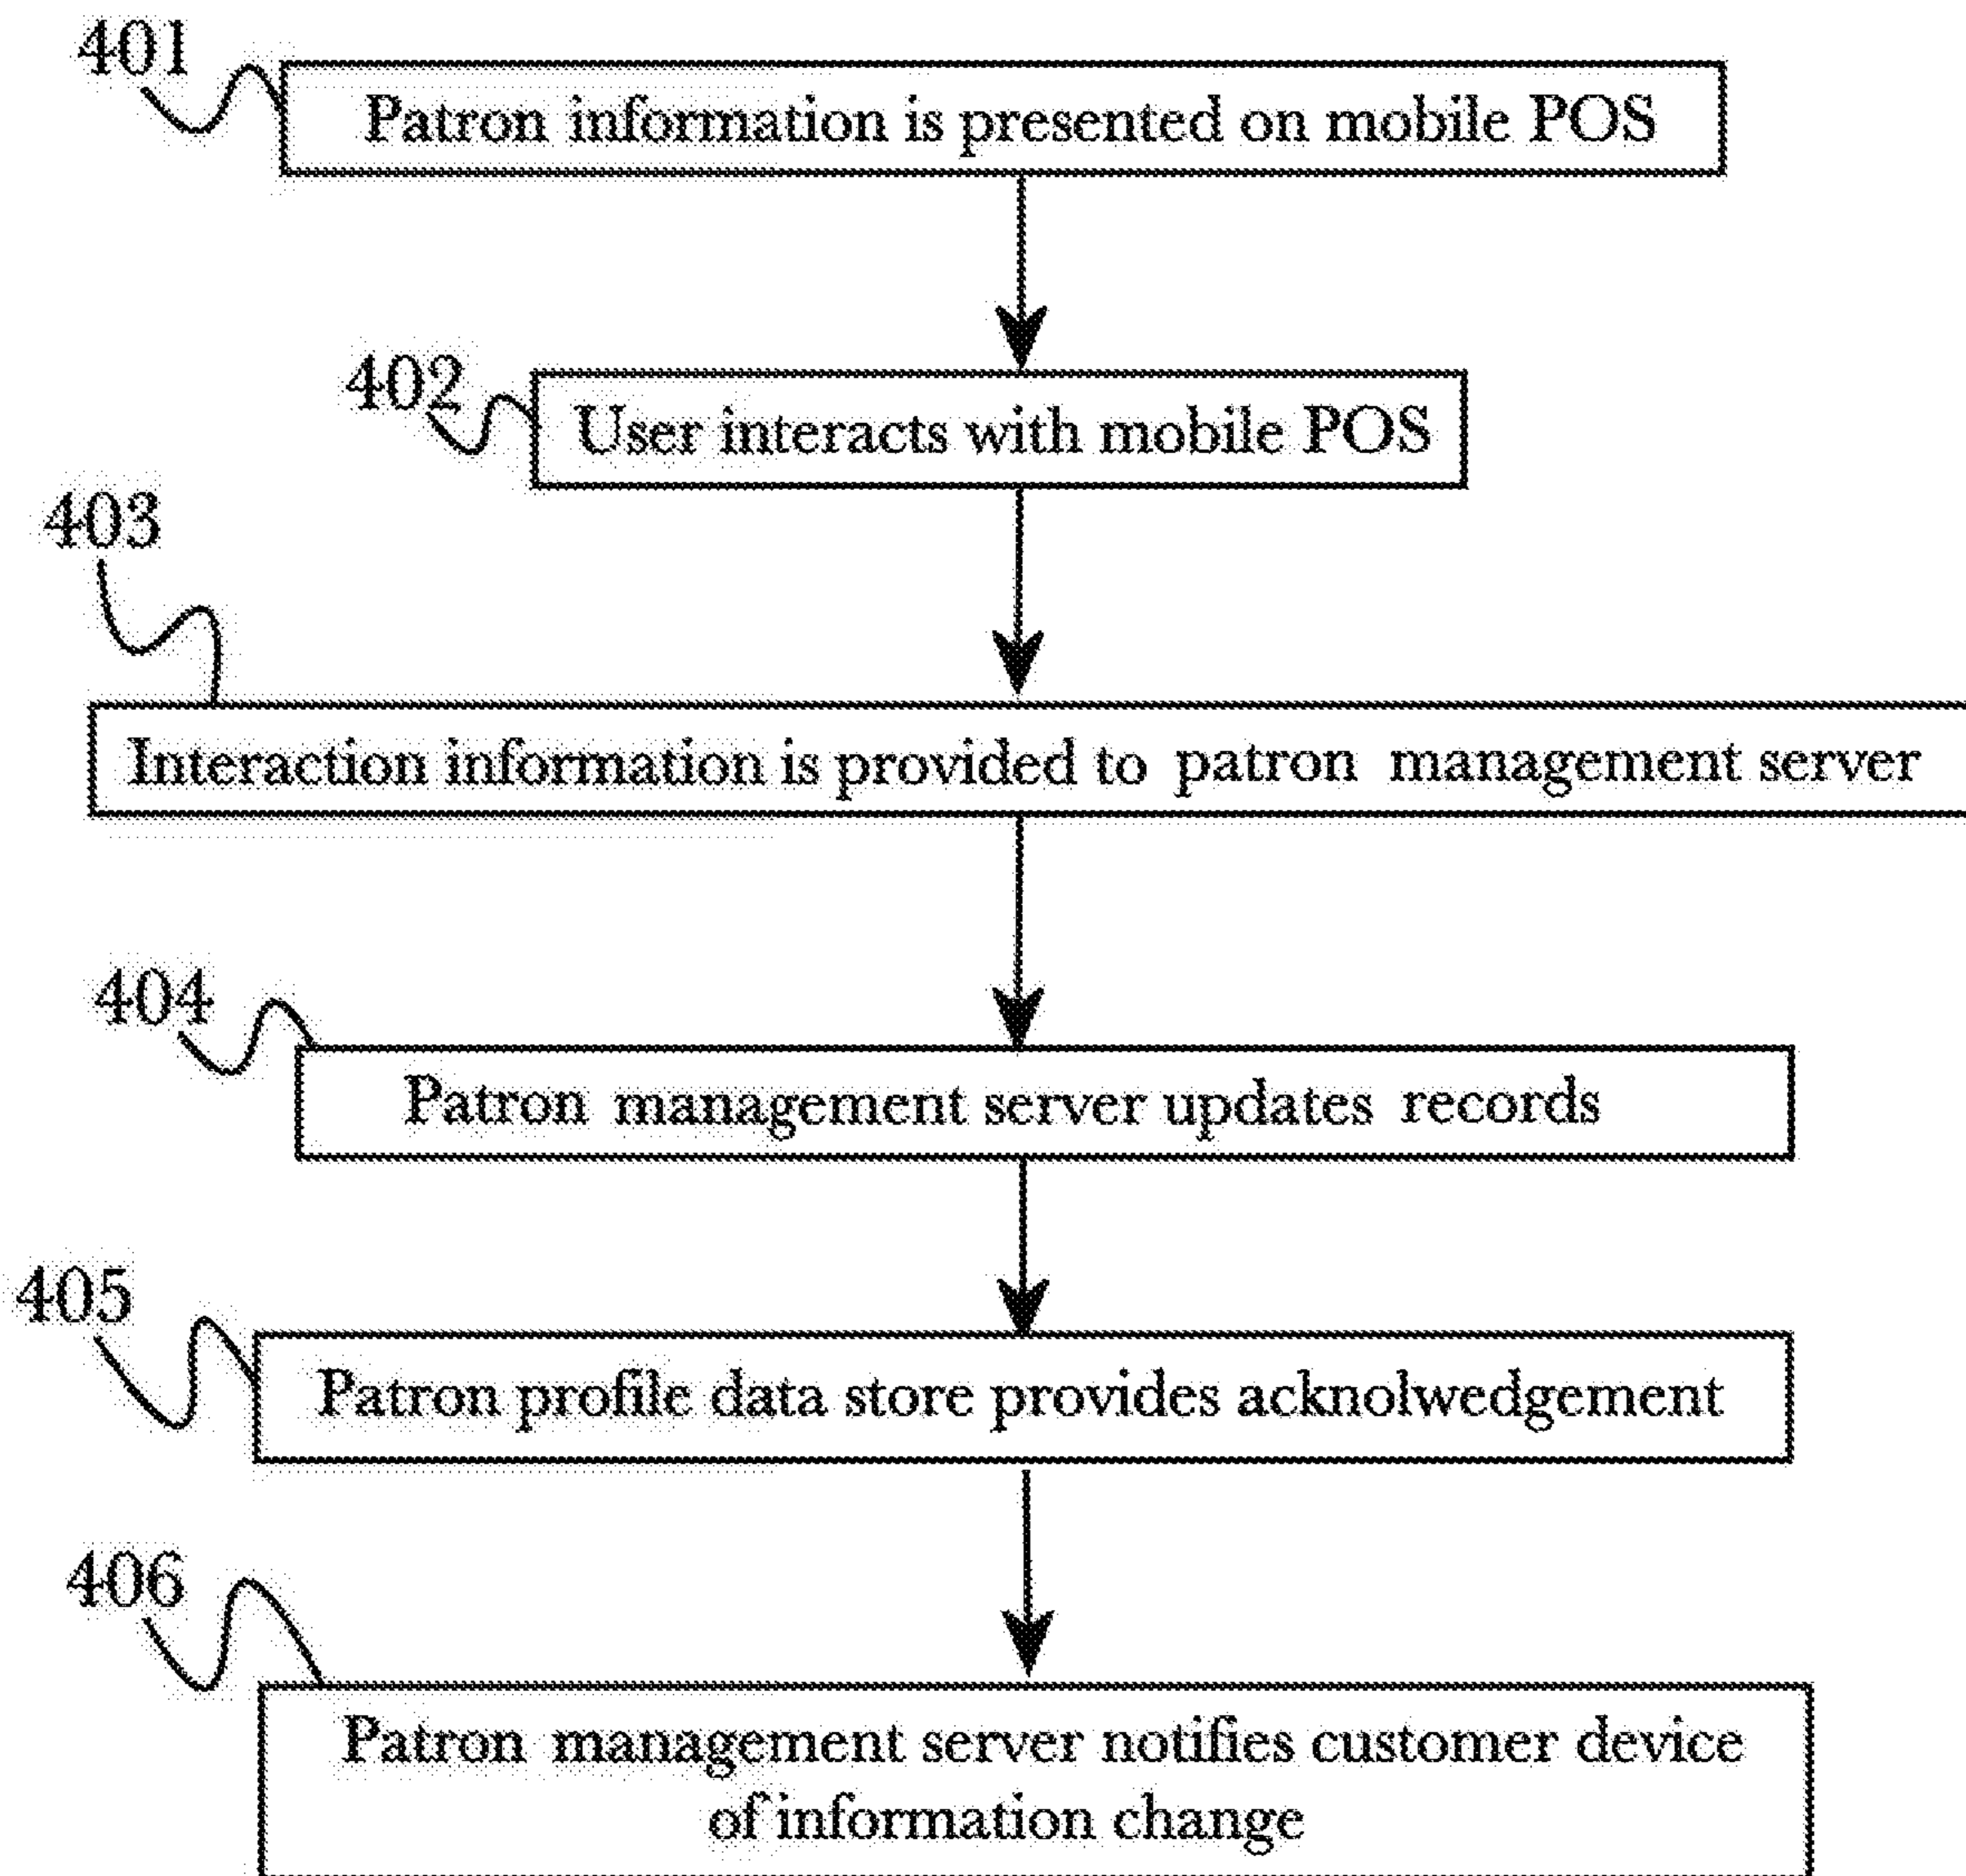 401
Patron information is presented on mobile POS
402
User interacts with mobile POS
403
Interaction information is provided to patron management server
404
Patron management server updates records
405
Patron profile data store provides acknolwedgement
406
Patron management server notifies customer device
of information change